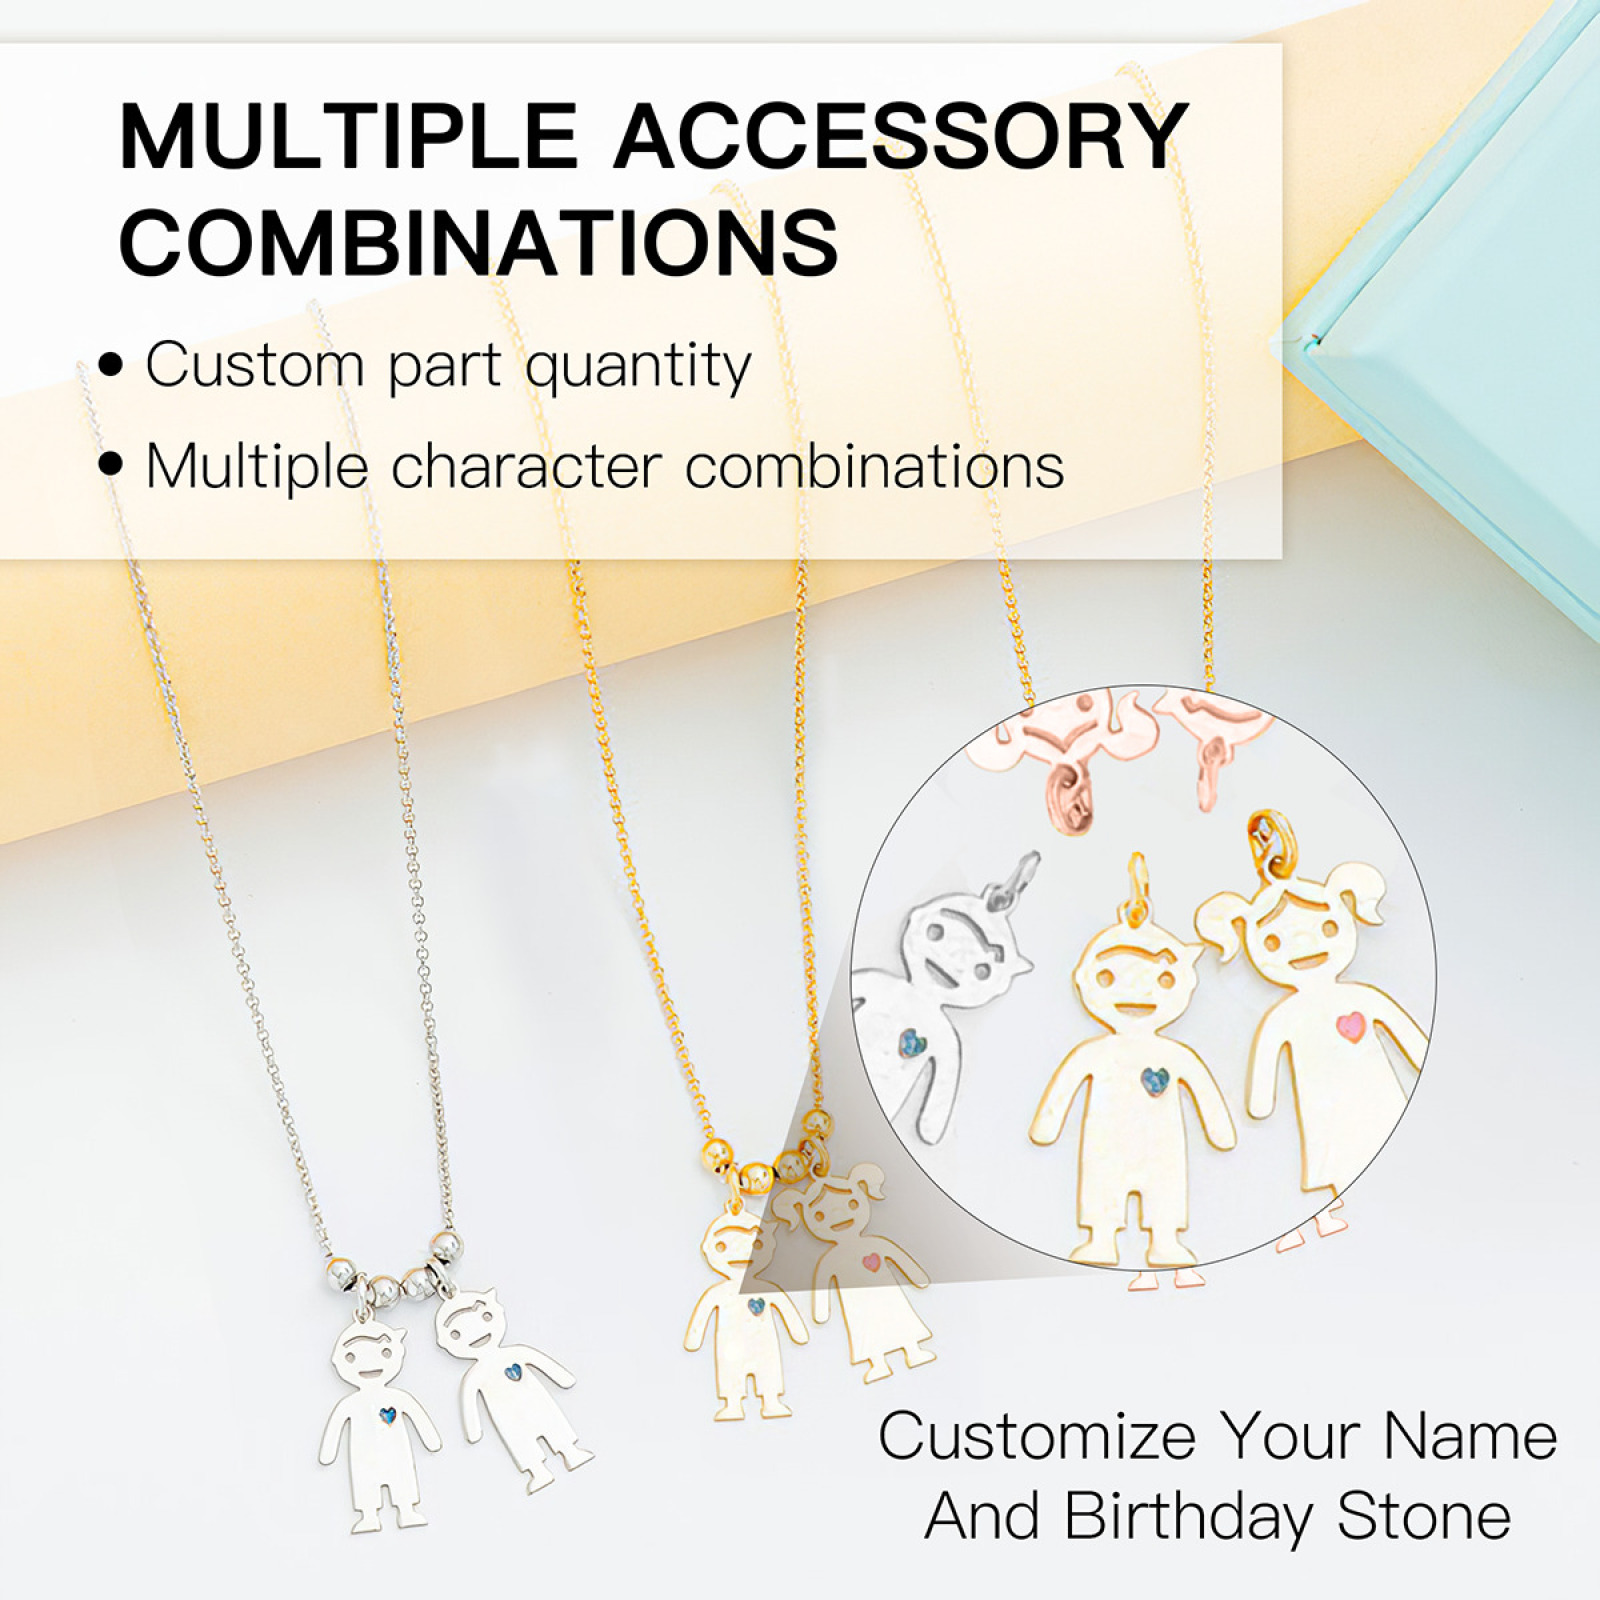 MULTIPLE ACCESSORY
COMBINATIONS
• Custom part quantity
• Multiple character combinations
Customize Your Name
And Birthday Stone